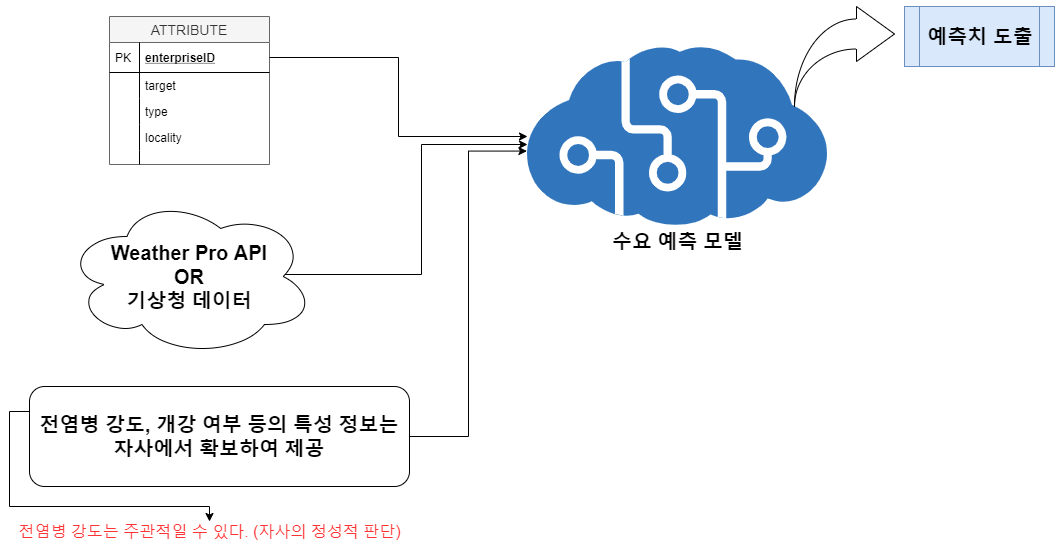 ATTRIBUTE
PK enterpriseID
target
type
locality
예측치 도출
수요 예측 모델
Weather Pro API
OR
기상청 데이터
전염병 강도, 개강 여부 등의 특성 정보는
자사에서 확보하여 제공
전염병 강도는 주관적일 수 있다. (자사의 정성적 판단)